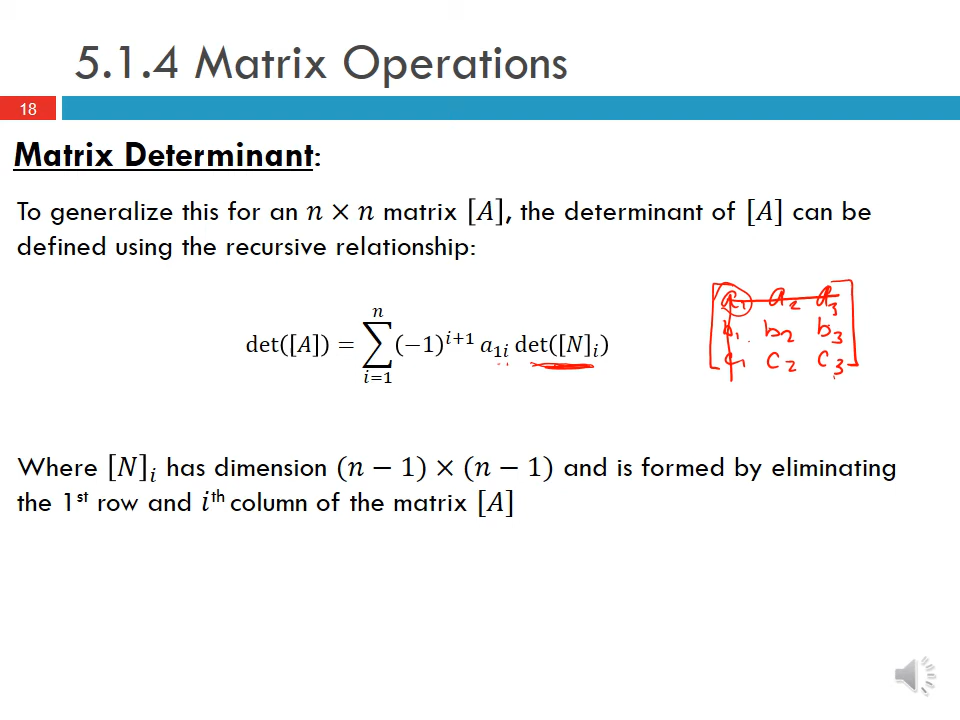 5.1.4 Matrix Operations
18
Matrix Determinant:
To generalize this for an n × n matrix [A], the determinant of [A] can be
defined using the recursive relationship:
det([A]) = ∑_{i=1}^{n} (−1)^{i+1} a_{1i} det([N]_i)
a₁ a₂ a₃
b₁ b₂ b₃
c₁ c₂ c₃
Where [N]_i has dimension (n − 1) × (n − 1) and is formed by eliminating
the 1st row and i^th column of the matrix [A]